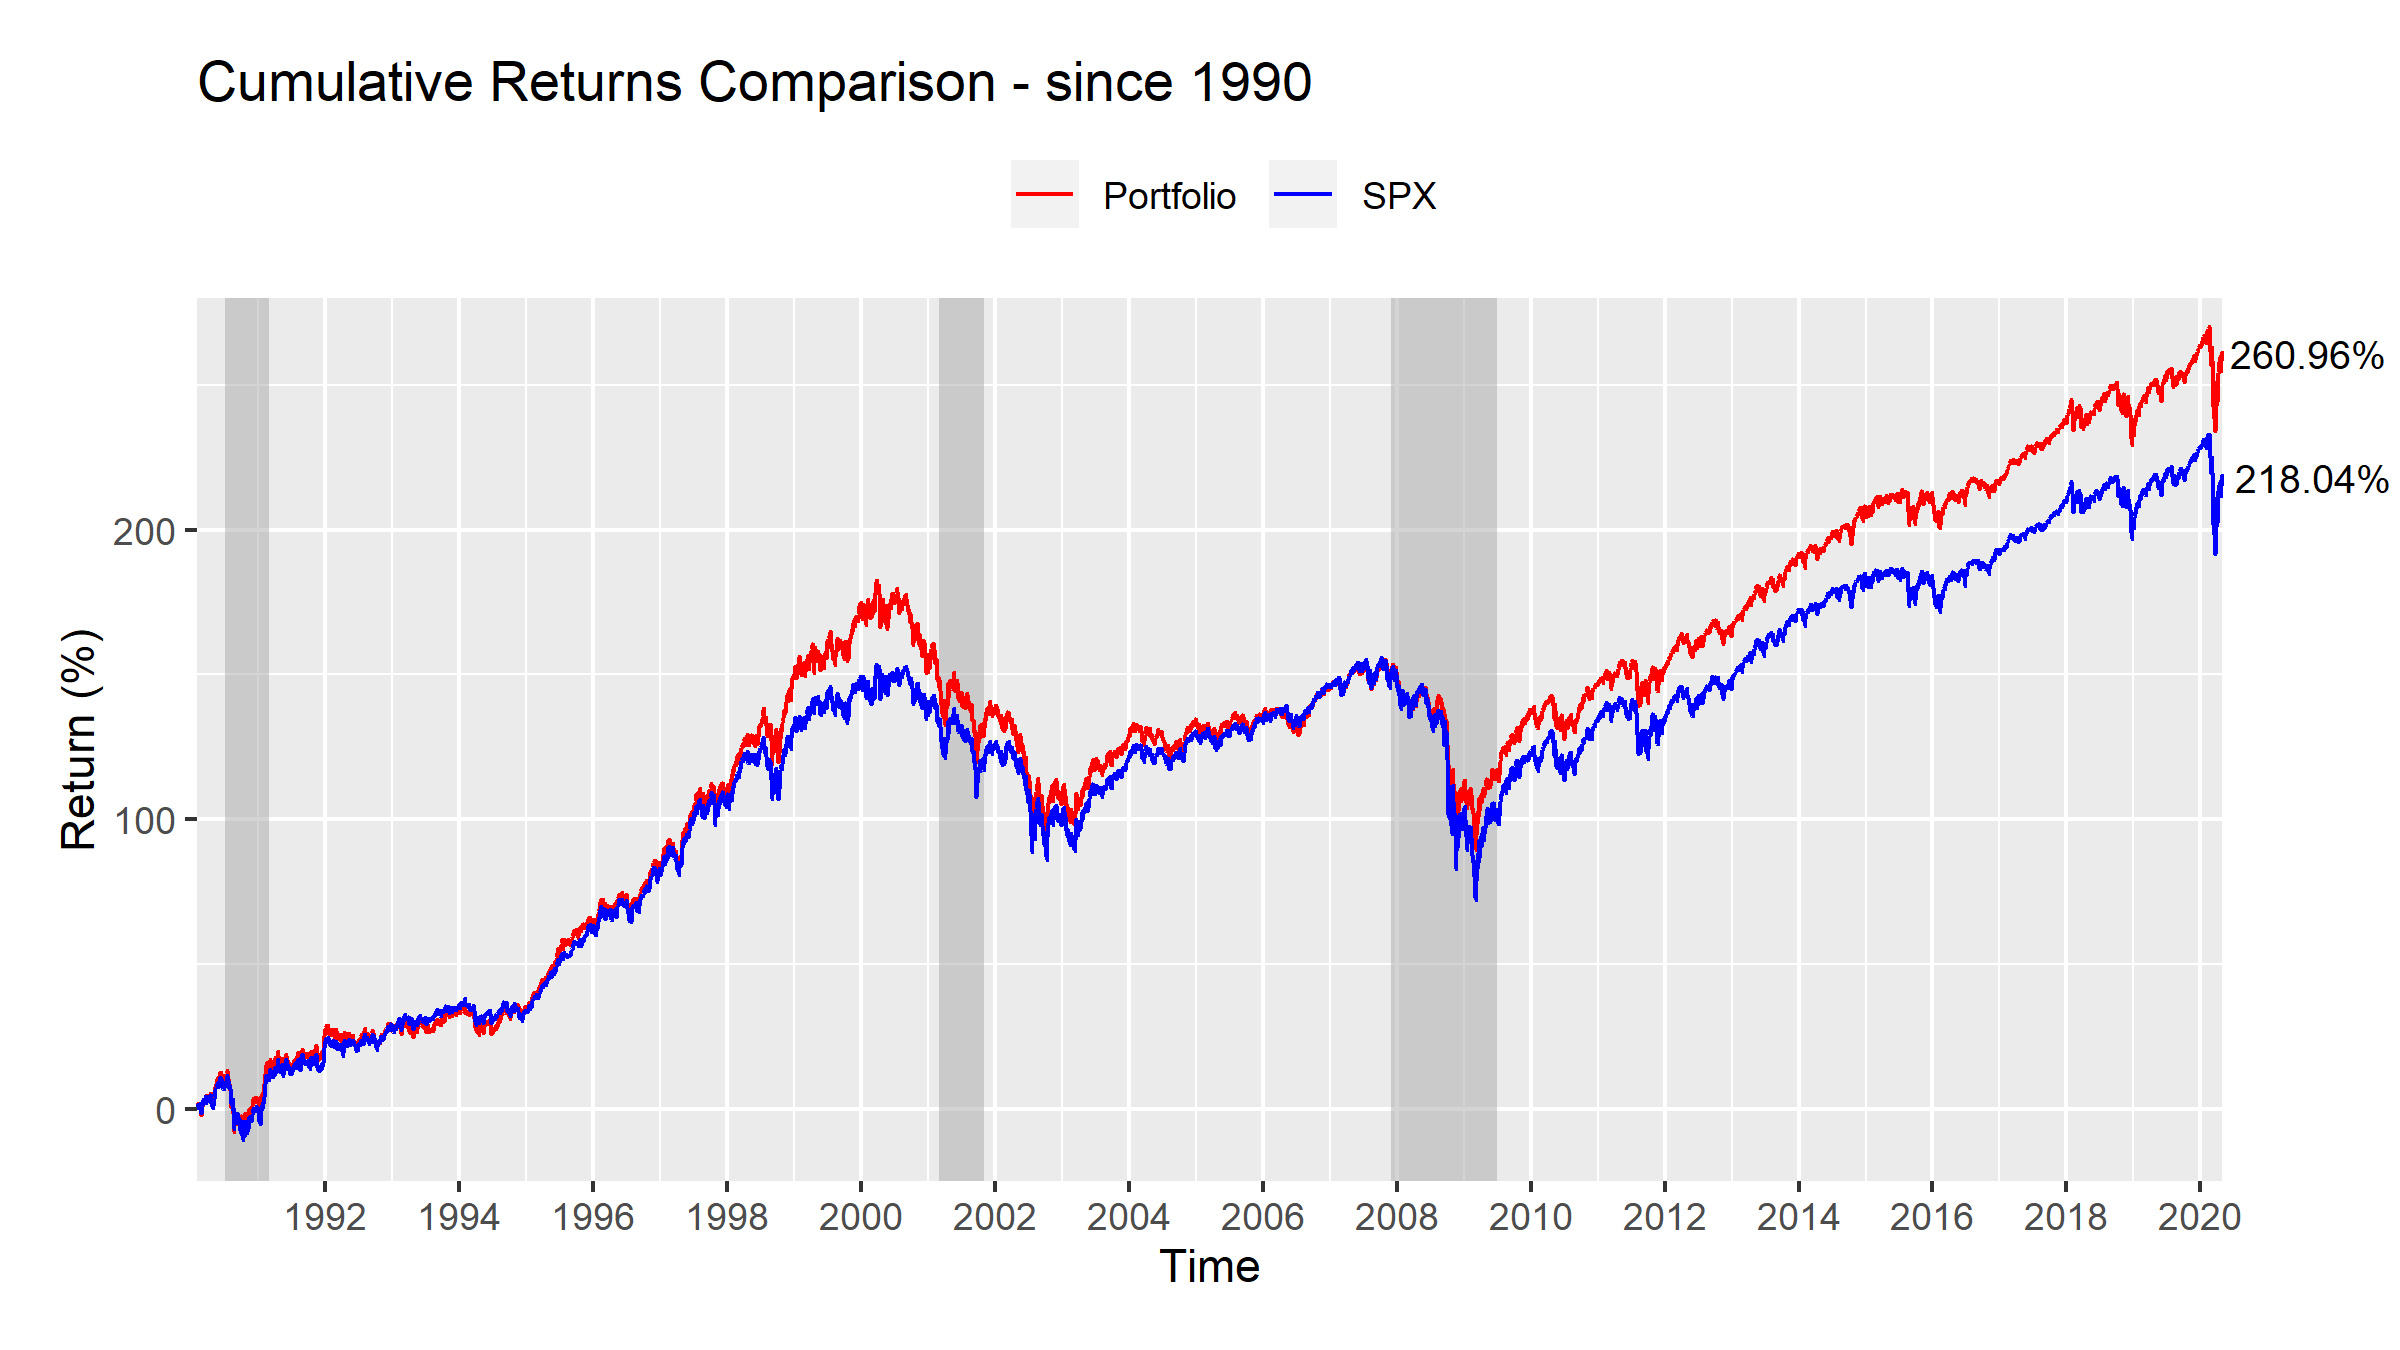 Cumulative Returns Comparison - since 1990
Portfolio SPX
260.96%
218.04%
200
100
0
Return (%)
1992 1994 1996 1998 2000 2002 2004 2006 2008 2010 2012 2014 2016 2018 2020
Time